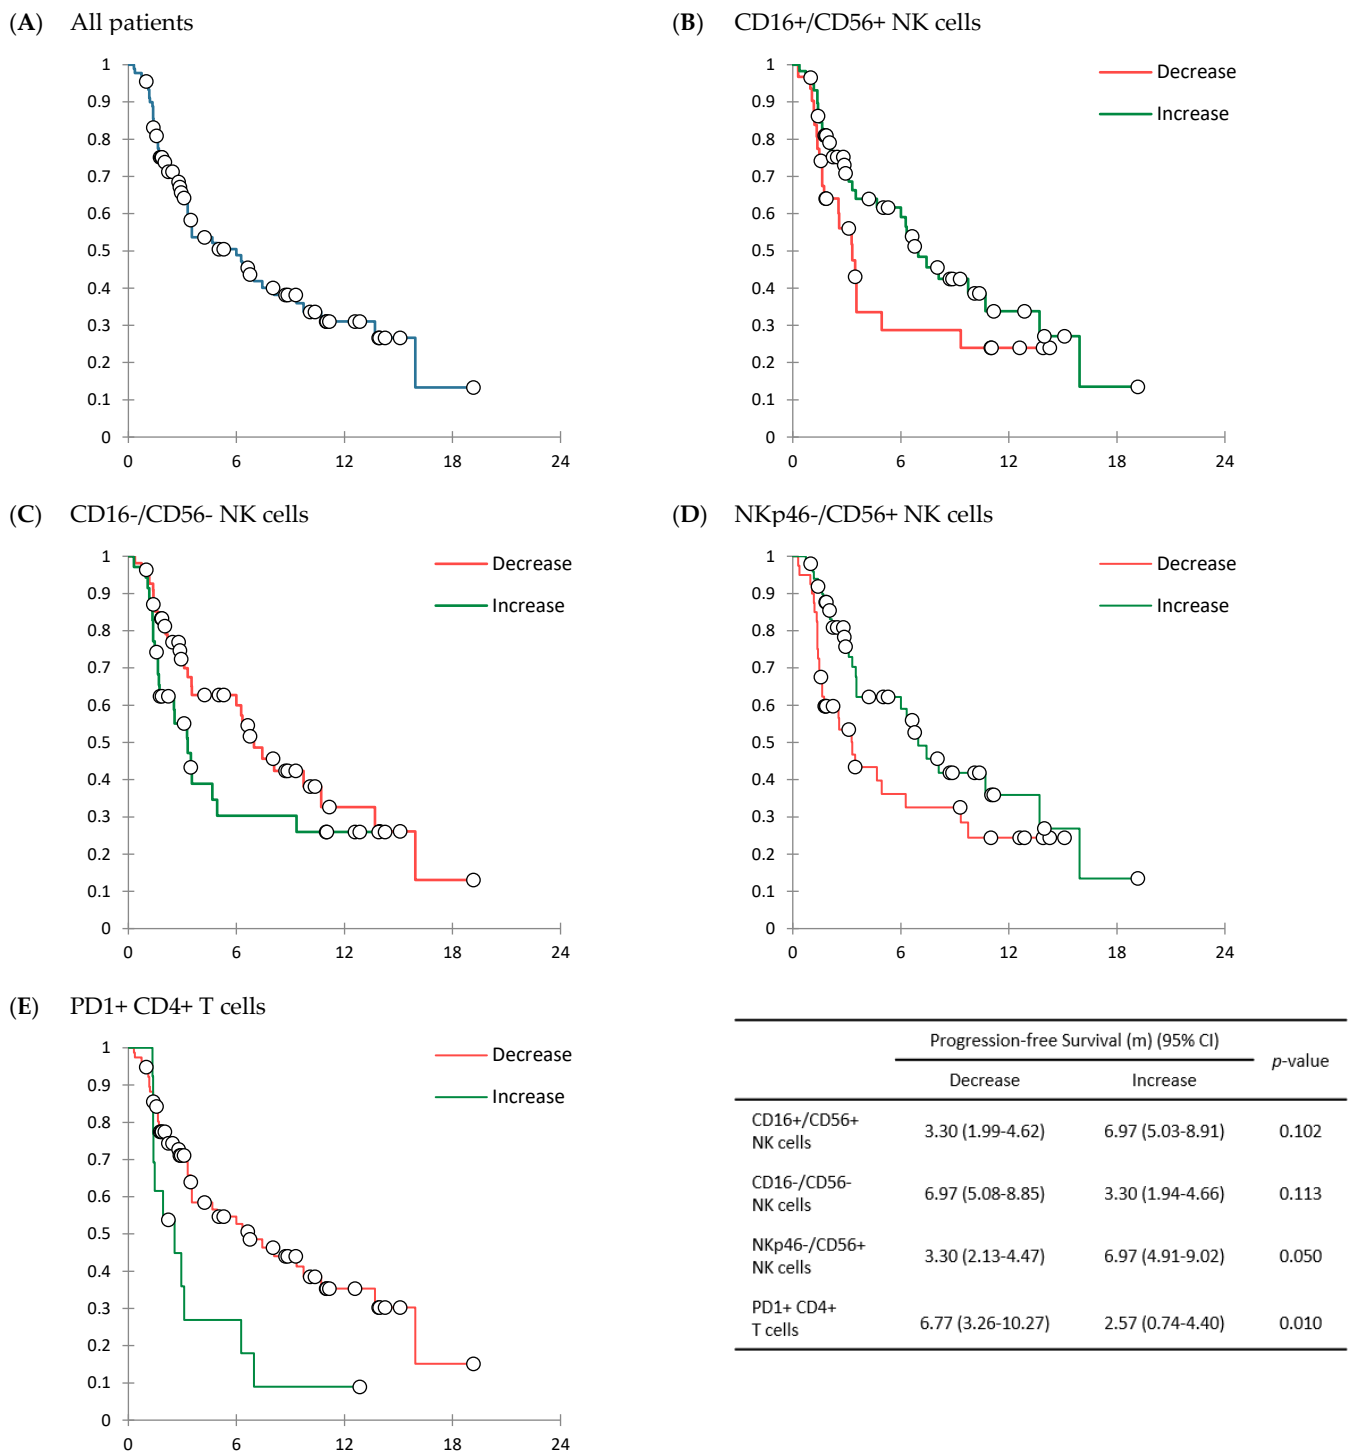 (A) All patients
1
0.9
0.8
0.7
0.6
0.5
0.4
0.3
0.2
0.1
0
0 6 12 18 24
(B) CD16+/CD56+ NK cells
Decrease
Increase
1
0.9
0.8
0.7
0.6
0.5
0.4
0.3
0.2
0.1
0
0 6 12 18 24
(C) CD16-/CD56- NK cells
Decrease
Increase
1
0.9
0.8
0.7
0.6
0.5
0.4
0.3
0.2
0.1
0
0 6 12 18 24
(D) NKp46-/CD56+ NK cells
Decrease
Increase
1
0.9
0.8
0.7
0.6
0.5
0.4
0.3
0.2
0.1
0
0 6 12 18 24
(E) PD1+ CD4+ T cells
Decrease
Increase
1
0.9
0.8
0.7
0.6
0.5
0.4
0.3
0.2
0.1
0
0 6 12 18 24
Progression-free Survival (m) (95% CI)
p-value
Decrease Increase
CD16+/CD56+
NK cells
3.30 (1.99-4.62) 6.97 (5.03-8.91) 0.102
CD16-/CD56-
NK cells
6.97 (5.08-8.85) 3.30 (1.94-4.66) 0.113
NKp46-/CD56+
NK cells
3.30 (2.13-4.47) 6.97 (4.91-9.02) 0.050
PD1+ CD4+
T cells
6.77 (3.26-10.27) 2.57 (0.74-4.40) 0.010